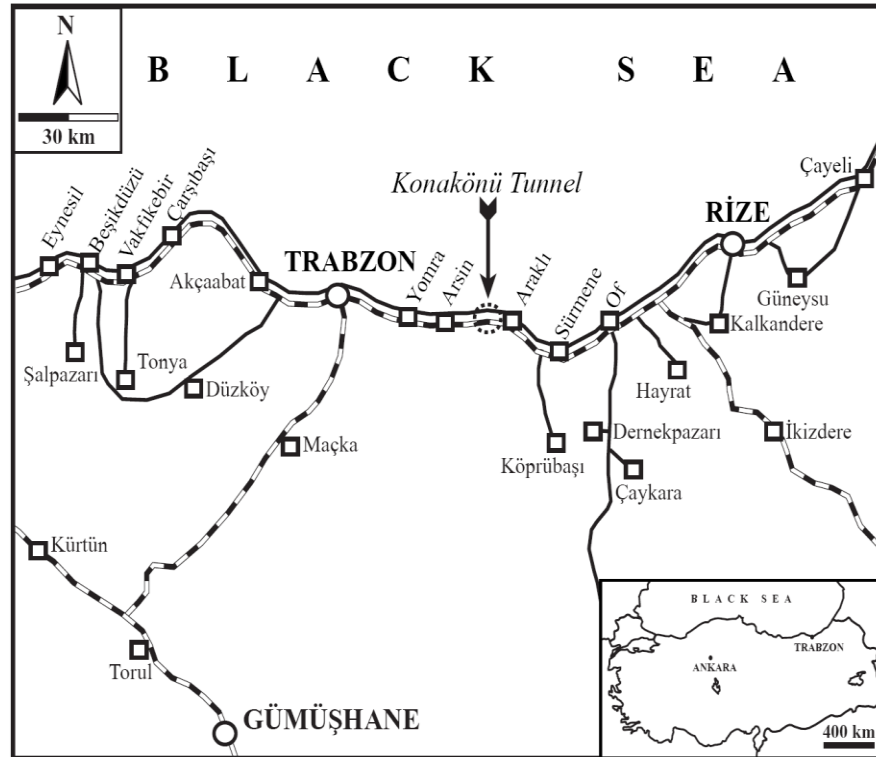 N
30 km
B L A C K S E A
Konakönü Tunnel
Eynesil
Beşikdüzü
Vakfikebir
Çarşıbaşı
Akçaabat
TRABZON
Yomra
Arsin
Araklı
Sürmene
Of
RİZE
Çayeli
Güneysu
Kalkandere
Hayrat
İkizdere
Şalpazarı
Tonya
Düzköy
Maçka
Köprübaşı
Dernekpazarı
Çaykara
Kürtün
Torul
GÜMÜŞHANE
BLACK SEA
TRABZON
ANKARA
400 km